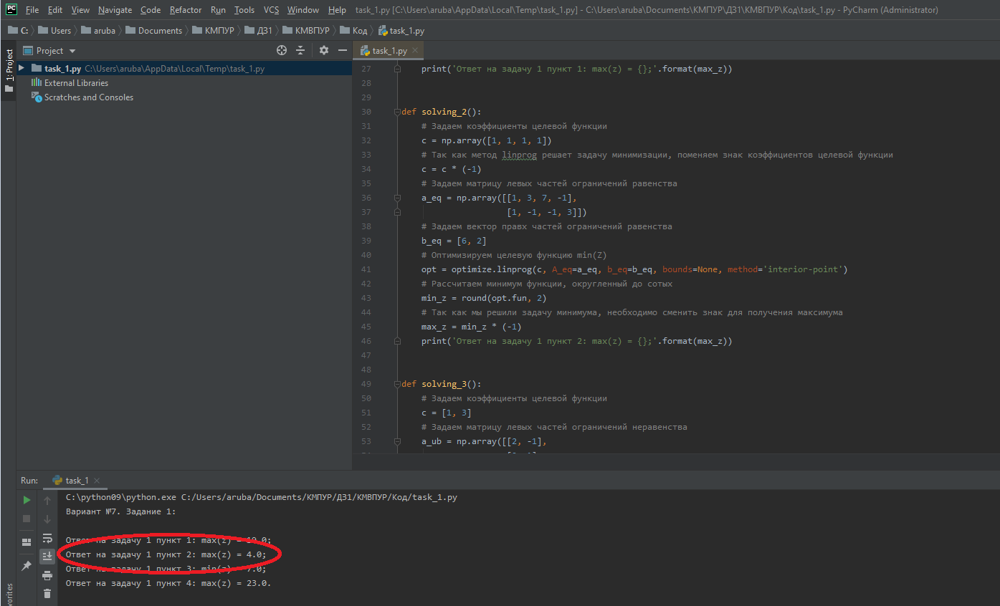 File Edit View Navigate Code Refactor Run Tools VCS Window Help task_1.py [C:\Users\aruba\AppData\Local\Temp\task_1.py] - C:\Users\aruba\Documents\КМПУР\ДЗ1\КМВПУР\Код\task_1.py - PyCharm (Administrator)
C: Users aruba Documents КМПУР ДЗ1 КМВПУР Код task_1.py
1: Project
Project
task_1.py C:\Users\aruba\AppData\Local\Temp\task_1.py
External Libraries
Scratches and Consoles
task_1.py
27 print('Ответ на задачу 1 пункт 1: max(z) = {};'.format(max_z))
28
29
30 def solving_2():
31 # Задаем коэффициенты целевой функции
32 c = np.array([1, 1, 1, 1])
33 # Так как метод linprog решает задачу минимизации, поменяем знак коэффициентов целевой функции
34 c = c * (-1)
35 # Задаем матрицу левых частей ограничений равенства
36 a_eq = np.array([[1, 3, 7, -1],
37 [1, -1, -1, 3]])
38 # Задаем вектор правх частей ограничений равенства
39 b_eq = [6, 2]
40 # Оптимизируем целевую функцию min(Z)
41 opt = optimize.linprog(c, A_eq=a_eq, b_eq=b_eq, bounds=None, method='interior-point')
42 # Рассчитаем минимум функции, округленный до сотых
43 min_z = round(opt.fun, 2)
44 # Так как мы решили задачу минимума, необходимо сменить знак для получения максимума
45 max_z = min_z * (-1)
46 print('Ответ на задачу 1 пункт 2: max(z) = {};'.format(max_z))
47
48
49 def solving_3():
50 # Задаем коэффициенты целевой функции
51 c = [1, 3]
52 # Задаем матрицу левых частей ограничений неравенства
53 a_ub = np.array([[2, -1],
Run: task_1
C:\python09\python.exe C:/Users/aruba/Documents/КМПУР/ДЗ1/КМВПУР/Код/task_1.py
Вариант №7. Задание 1:
Ответ на задачу 1 пункт 1: max(z) = 19.0;
Ответ на задачу 1 пункт 2: max(z) = 4.0;
Ответ на задачу 1 пункт 3: min(z) = 7.0;
Ответ на задачу 1 пункт 4: max(z) = 23.0.